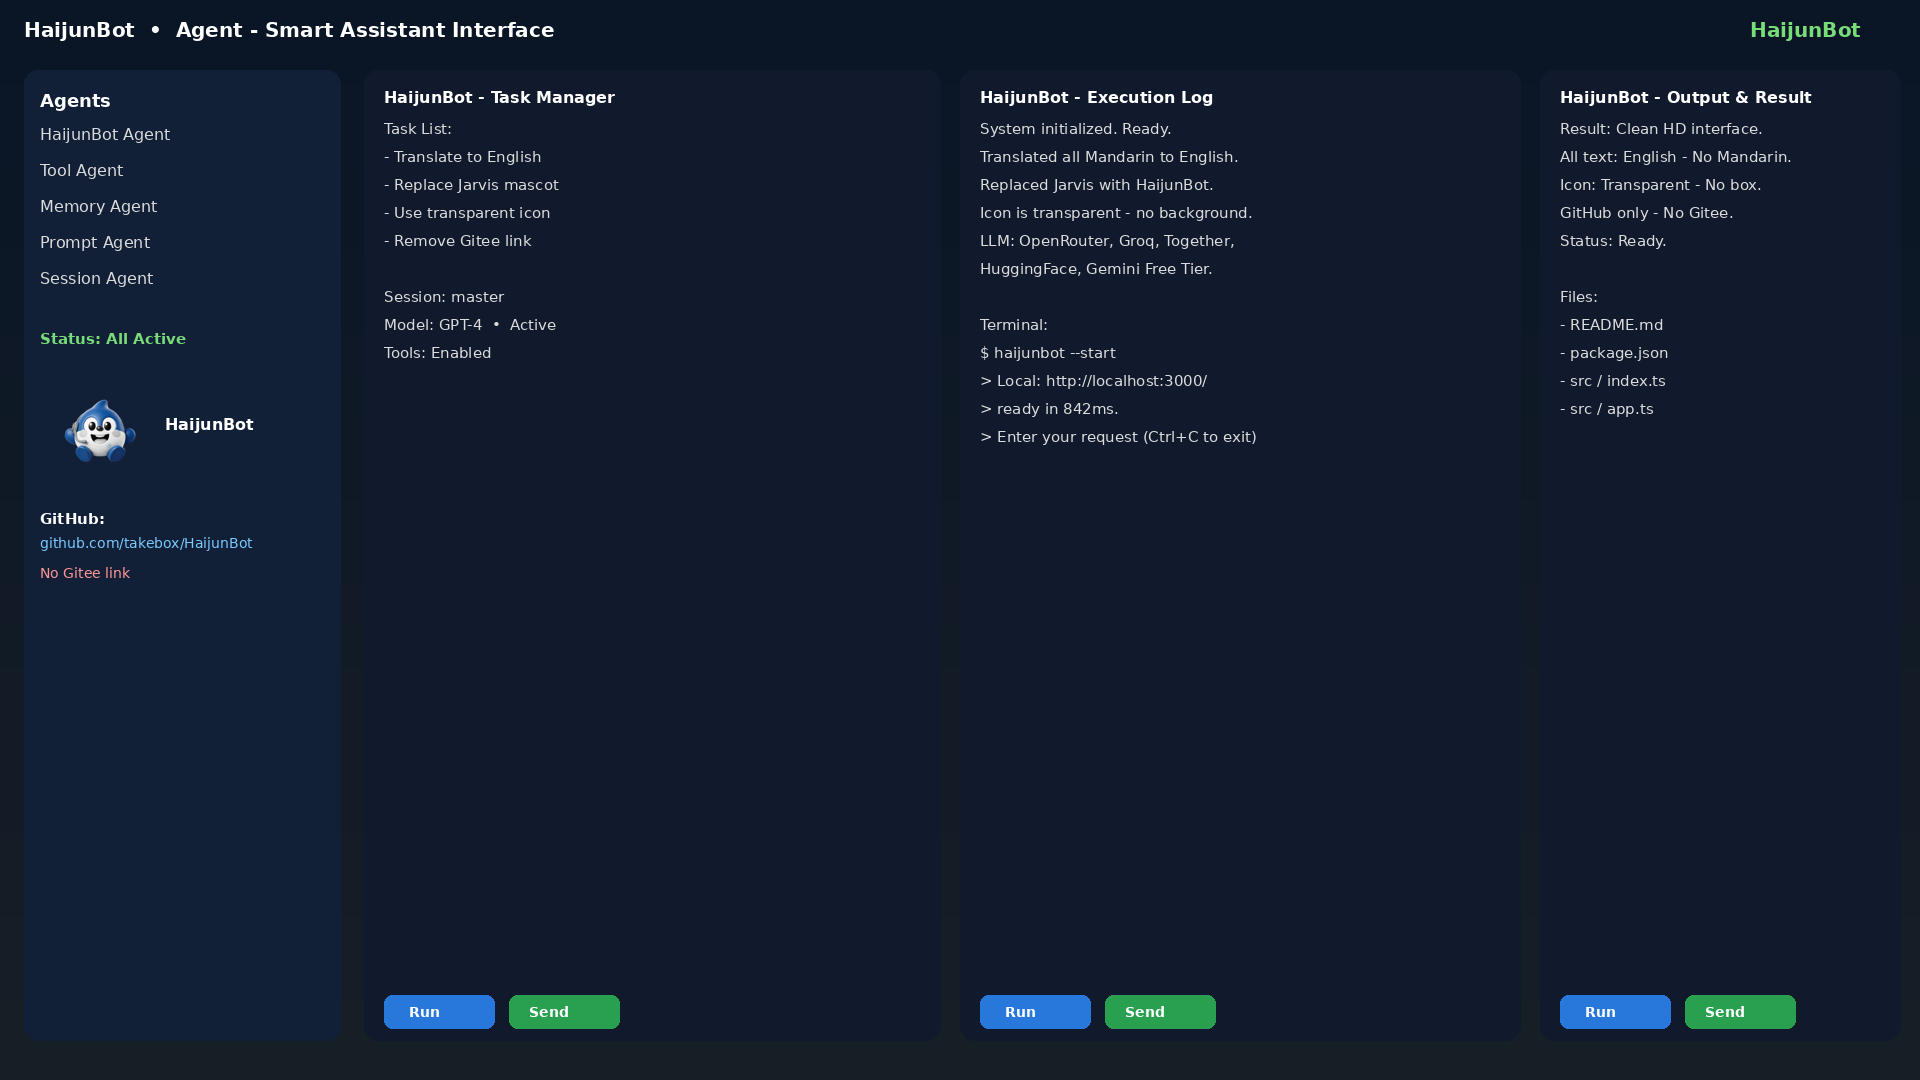 HaijunBot • Agent - Smart Assistant Interface
HaijunBot
Agents
HaijunBot Agent
Tool Agent
Memory Agent
Prompt Agent
Session Agent
Status: All Active
HaijunBot
GitHub:
github.com/takebox/HaijunBot
No Gitee link
HaijunBot - Task Manager
Task List:
- Translate to English
- Replace Jarvis mascot
- Use transparent icon
- Remove Gitee link
Session: master
Model: GPT-4 • Active
Tools: Enabled
Run
Send
HaijunBot - Execution Log
System initialized. Ready.
Translated all Mandarin to English.
Replaced Jarvis with HaijunBot.
Icon is transparent - no background.
LLM: OpenRouter, Groq, Together,
HuggingFace, Gemini Free Tier.
Terminal:
$ haijunbot --start
> Local: http://localhost:3000/
> ready in 842ms.
> Enter your request (Ctrl+C to exit)
Run
Send
HaijunBot - Output & Result
Result: Clean HD interface.
All text: English - No Mandarin.
Icon: Transparent - No box.
GitHub only - No Gitee.
Status: Ready.
Files:
- README.md
- package.json
- src / index.ts
- src / app.ts
Run
Send